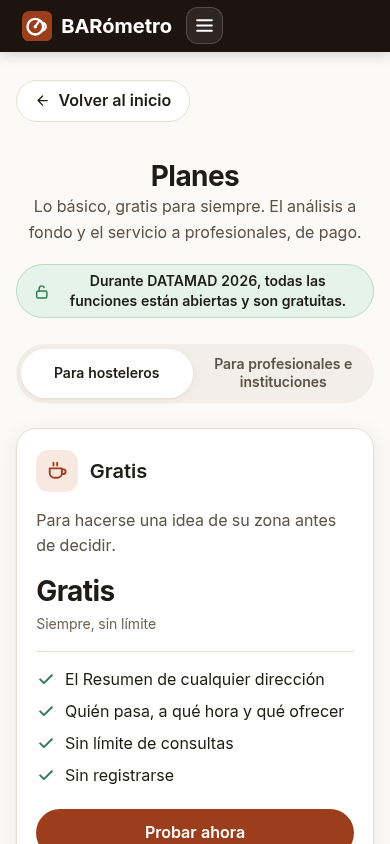 BARómetro
Volver al inicio
Planes
Lo básico, gratis para siempre. El análisis a
fondo y el servicio a profesionales, de pago.
Durante DATAMAD 2026, todas las
funciones están abiertas y son gratuitas.
Para hosteleros
Para profesionales e
instituciones
Gratis
Para hacerse una idea de su zona antes
de decidir.
Gratis
Siempre, sin límite
El Resumen de cualquier dirección
Quién pasa, a qué hora y qué ofrecer
Sin límite de consultas
Sin registrarse
Probar ahora